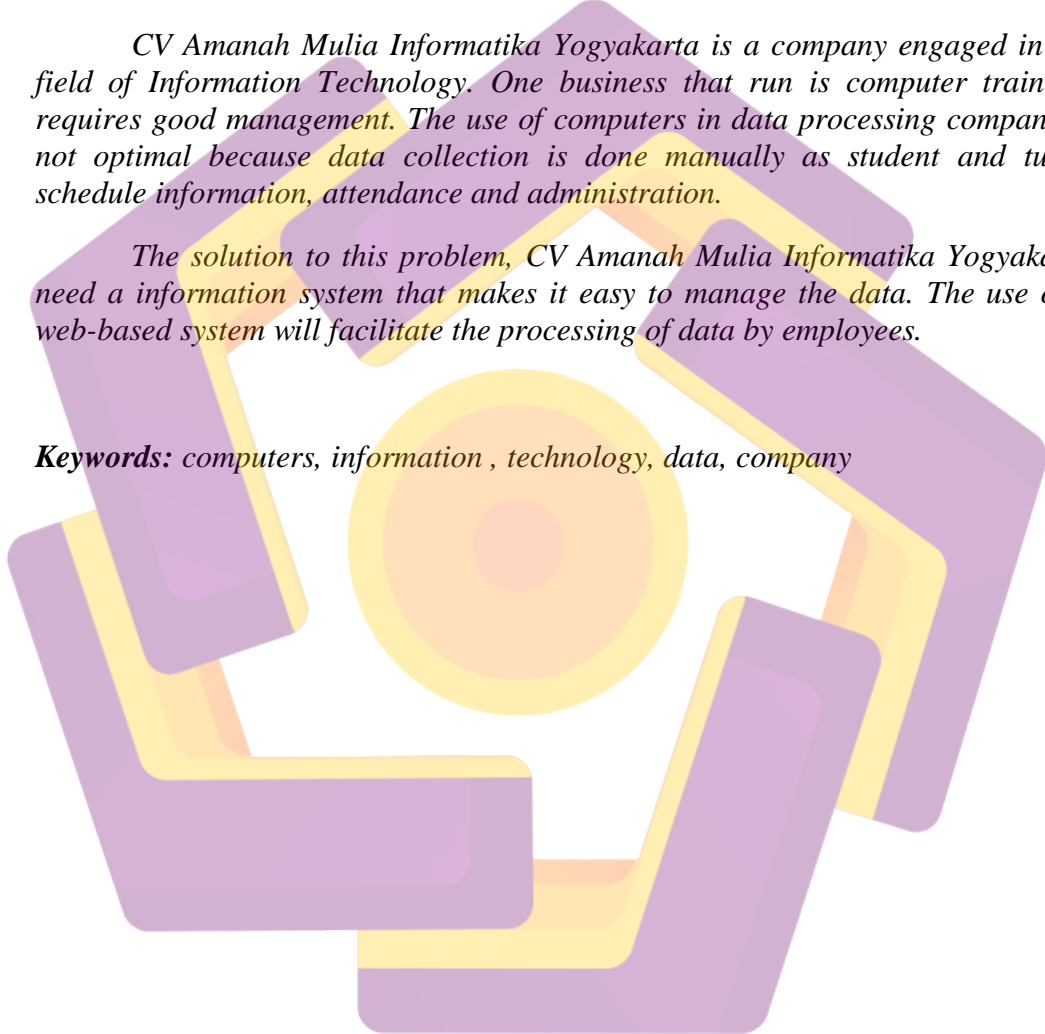 CV Amanah Mulia Informatika Yogyakarta is a company engaged in
field of Information Technology. One business that run is computer train
requires good management. The use of computers in data processing compan
not optimal because data collection is done manually as student and tu
schedule information, attendance and administration.
The solution to this problem, CV Amanah Mulia Informatika Yogyaka
need a information system that makes it easy to manage the data. The use o
web-based system will facilitate the processing of data by employees.
Keywords: computers, information , technology, data, company